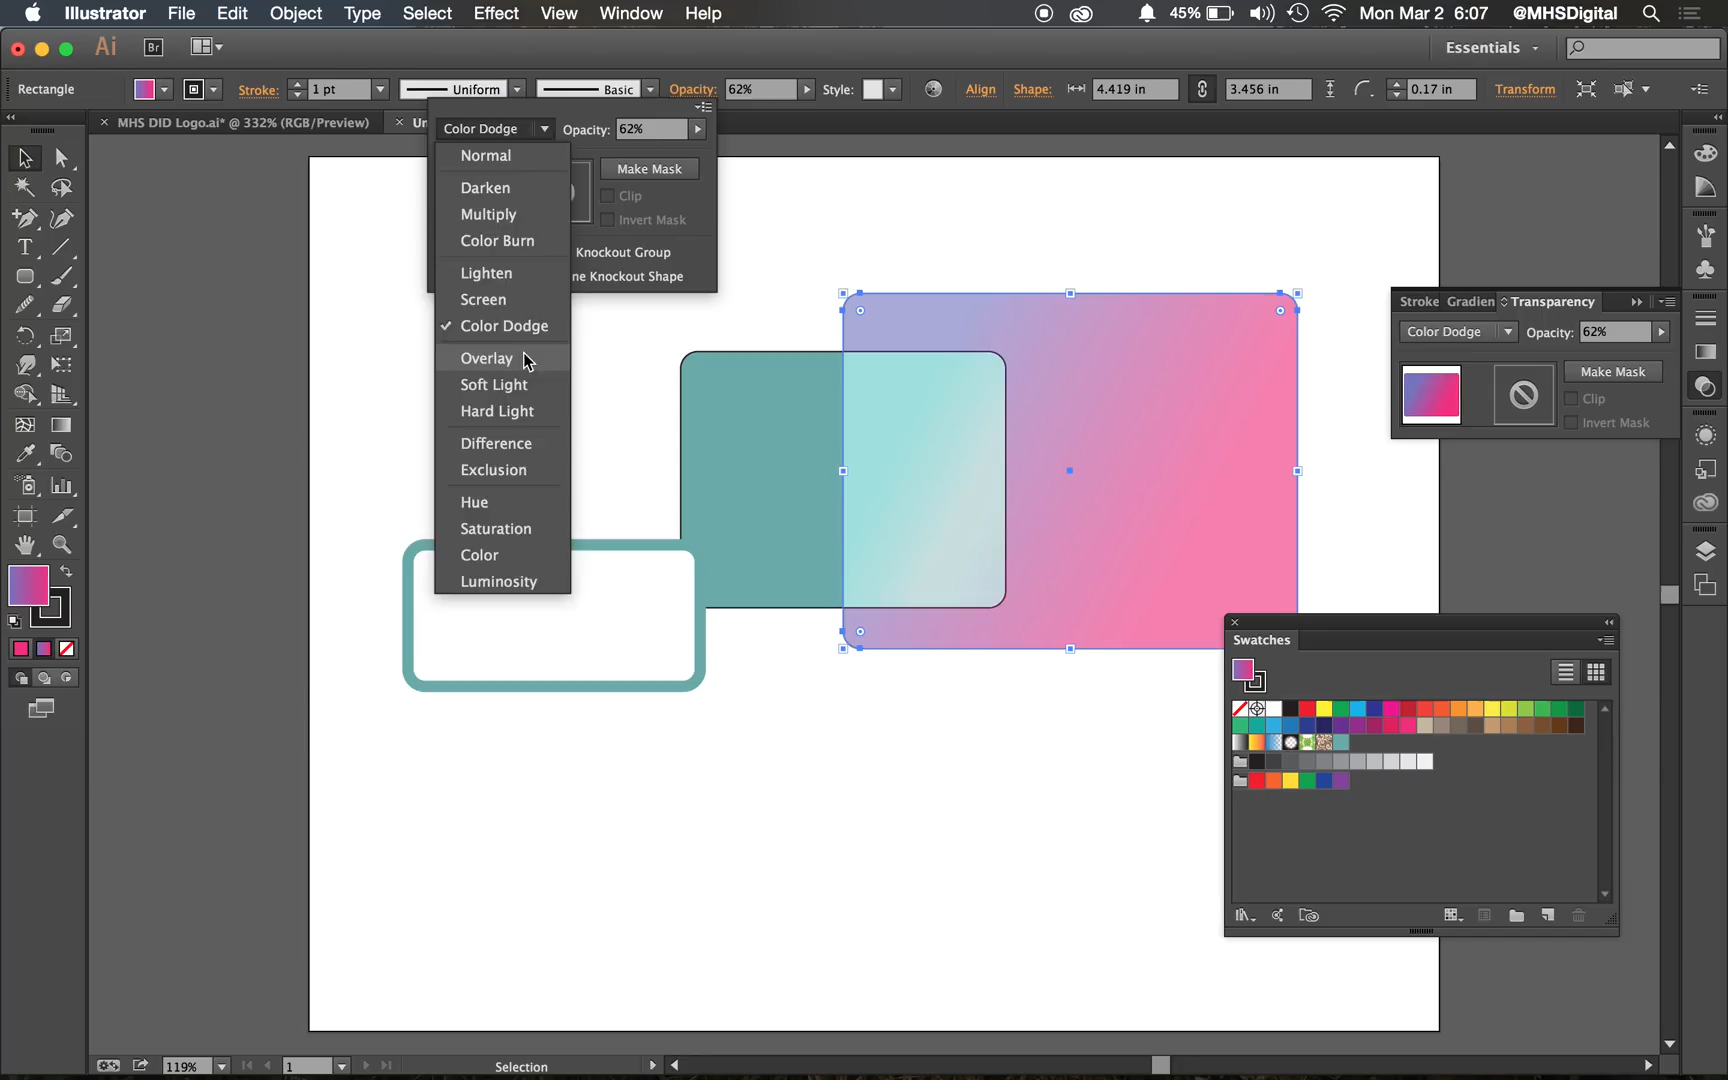 Illustrator File Edit Object Type Select Effect View Window Help 45% Mon Mar 2 6:07 @MHSDigital
Ai Br Essentials
Rectangle Stroke: 1 pt Uniform Basic Opacity: 62% Style: Align Shape: 4.419 in 3.456 in 0.17 in Transform
× MHS DID Logo.ai* @ 332% (RGB/Preview) × Un
Color Dodge Opacity: 62%
Normal
Make Mask
Darken
Clip
Multiply
Invert Mask
Color Burn
Knockout Group
Lighten
ne Knockout Shape
Screen
Color Dodge
Overlay
Soft Light
Hard Light
Difference
Exclusion
Hue
Saturation
Color
Luminosity
Stroke Gradien Transparency
Color Dodge Opacity: 62%
Make Mask
Clip
Invert Mask
Swatches
119% 1 Selection